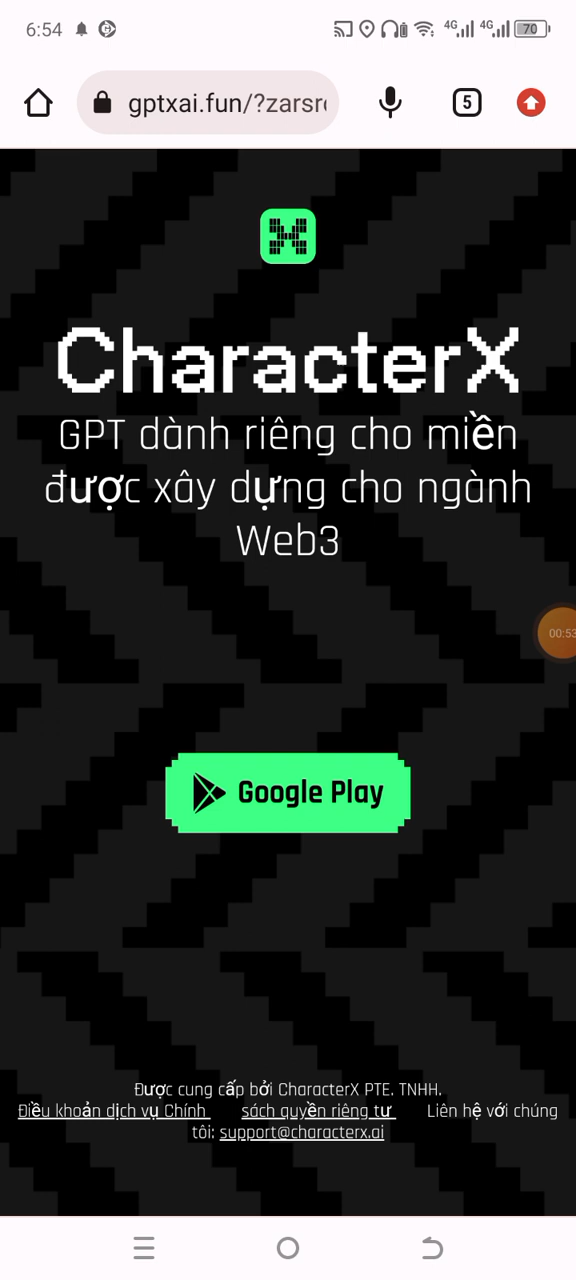 6:54
4G
4G
70
gptxai.fun/?zarsr
5
CharacterX
GPT dành riêng cho miền
được xây dựng cho ngành
Web3
00:53
Google Play
Được cung cấp bởi CharacterX PTE. TNHH.
Điều khoản dịch vụ Chính sách quyền riêng tư Liên hệ với chúng
tôi: support@characterx.ai